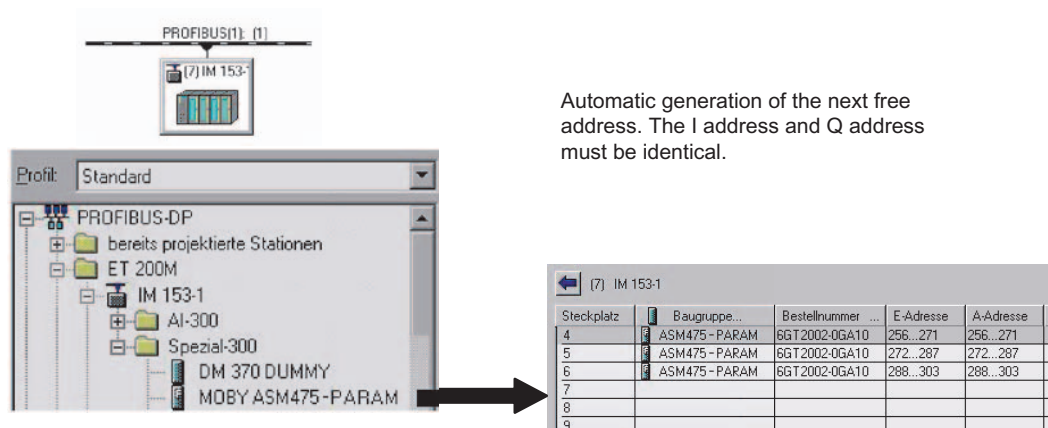 PROFIBUS(1): (1)
(7) IM 153-1
Automatic generation of the next free
address. The I address and Q address
must be identical.
Profil: Standard
PROFIBUS-DP
bereits projektierte Stationen
ET 200M
IM 153-1
AI-300
Spezial-300
DM 370 DUMMY
MOBY ASM475-PARAM
(7) IM 153-1
Steckplatz Baugruppe... Bestellnummer ... E-Adresse A-Adresse
4 ASM475-PARAM 6GT2002-0GA10 256...271 256...271
5 ASM475-PARAM 6GT2002-0GA10 272...287 272...287
6 ASM475-PARAM 6GT2002-0GA10 288...303 288...303
7
8
9